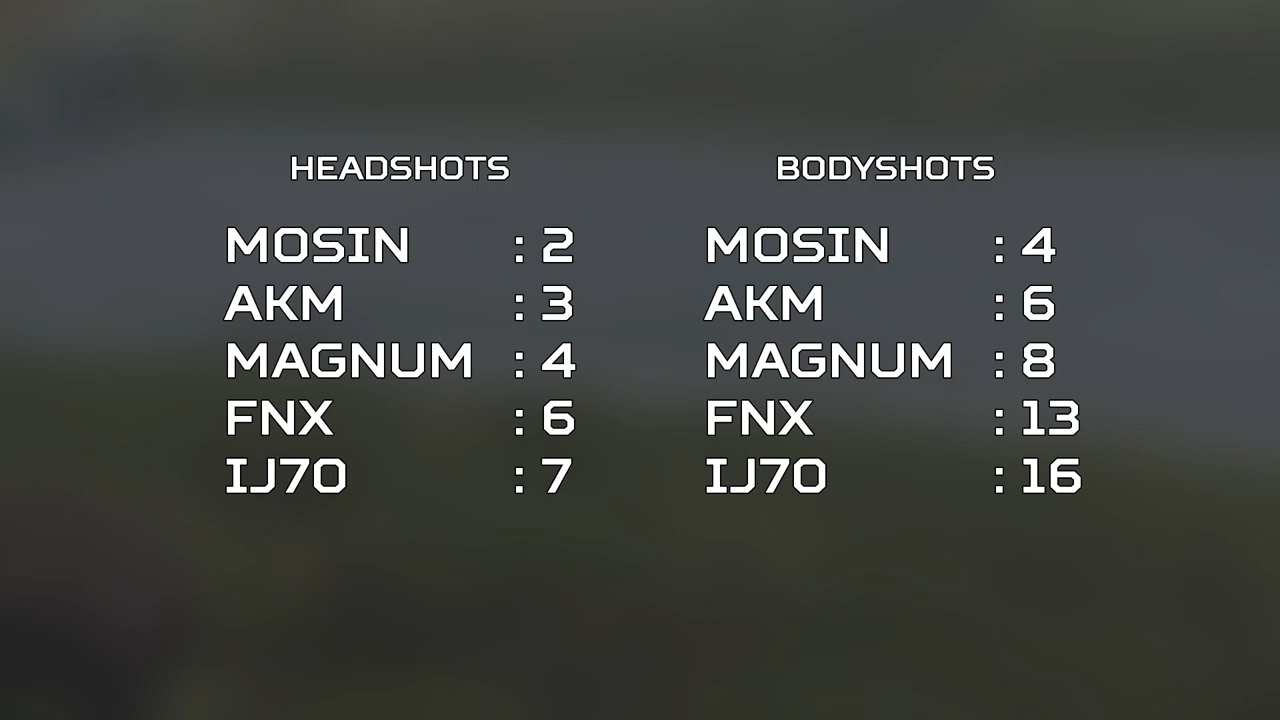 HEADSHOTS BODYSHOTS
MOSIN : 2 MOSIN : 4
AKM : 3 AKM : 6
MAGNUM : 4 MAGNUM : 8
FNX : 6 FNX : 13
IJ70 : 7 IJ70 : 16